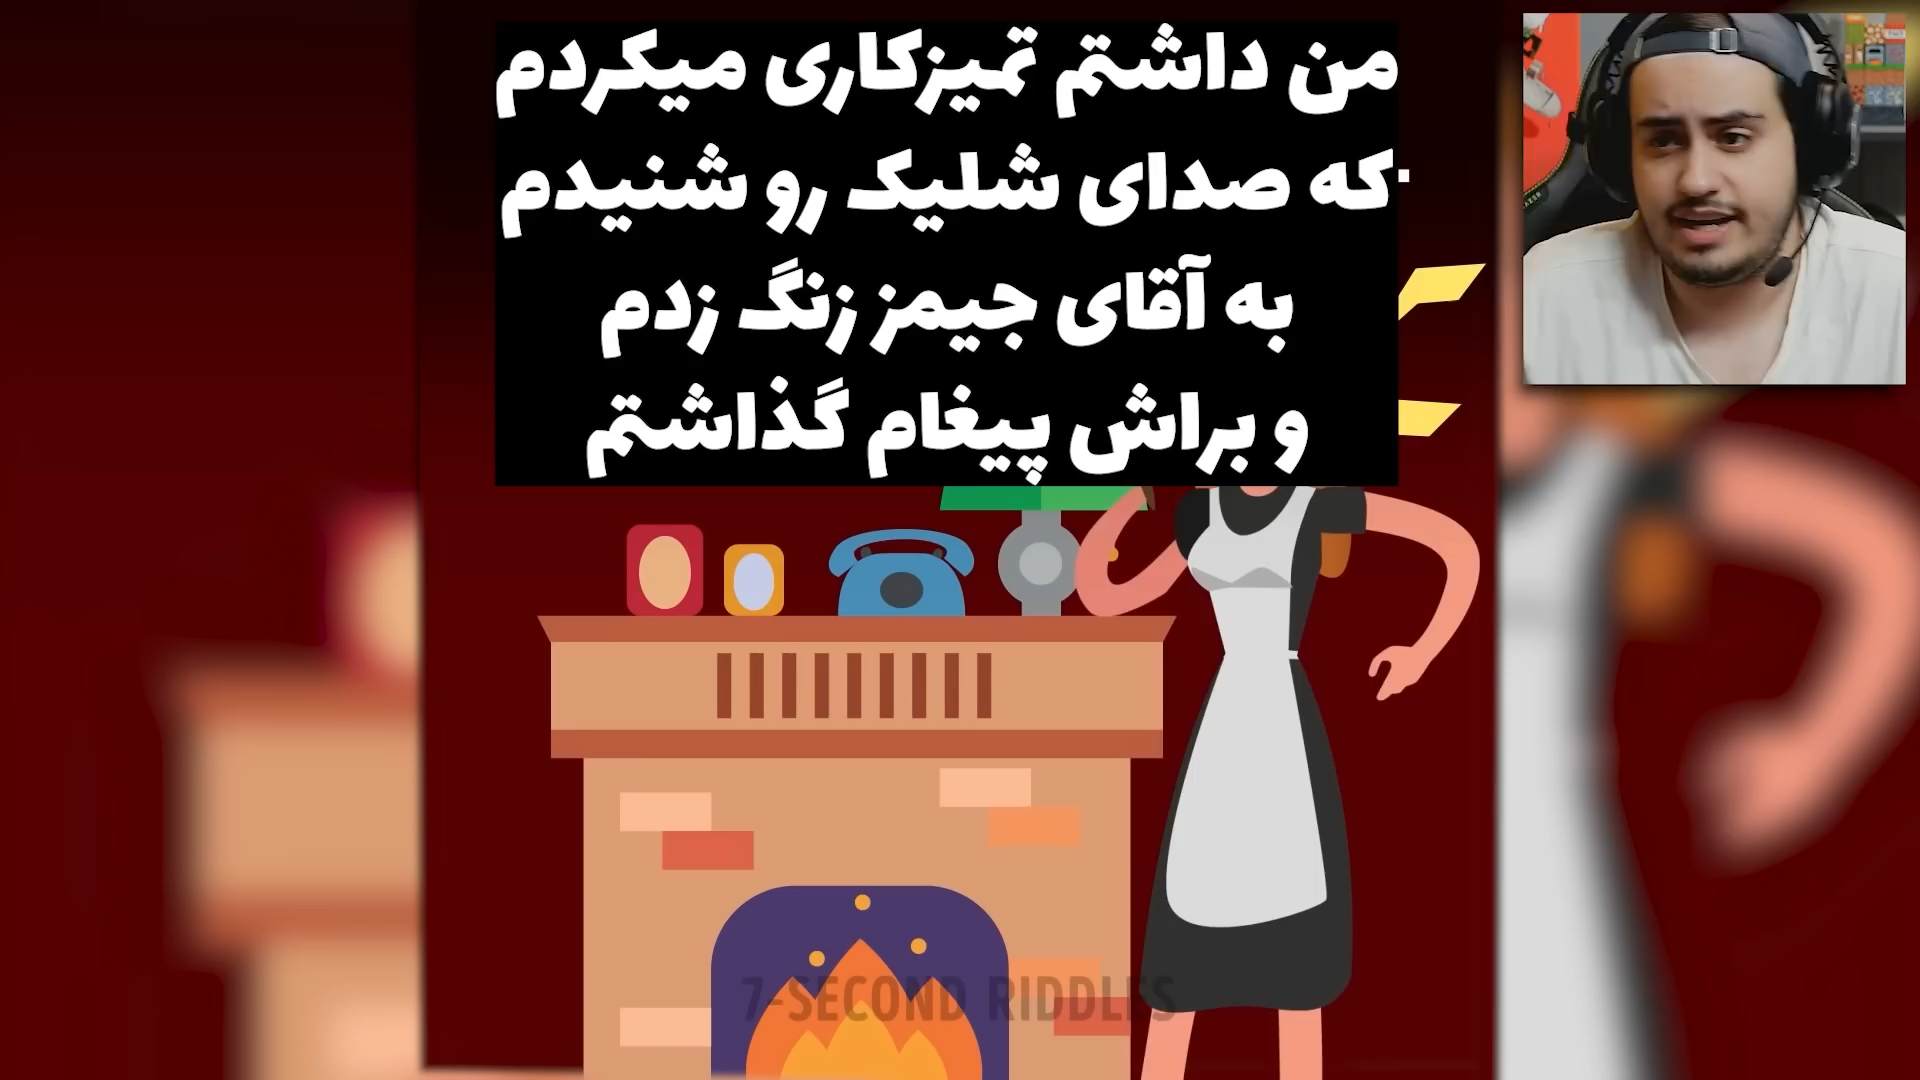 من داشتم تمیزکاری میکردم
که صدای شلیک رو شنیدم
به آقای جیمز زنگ زدم
و براش پیغام گذاشتم
7-SECOND RIDDLES